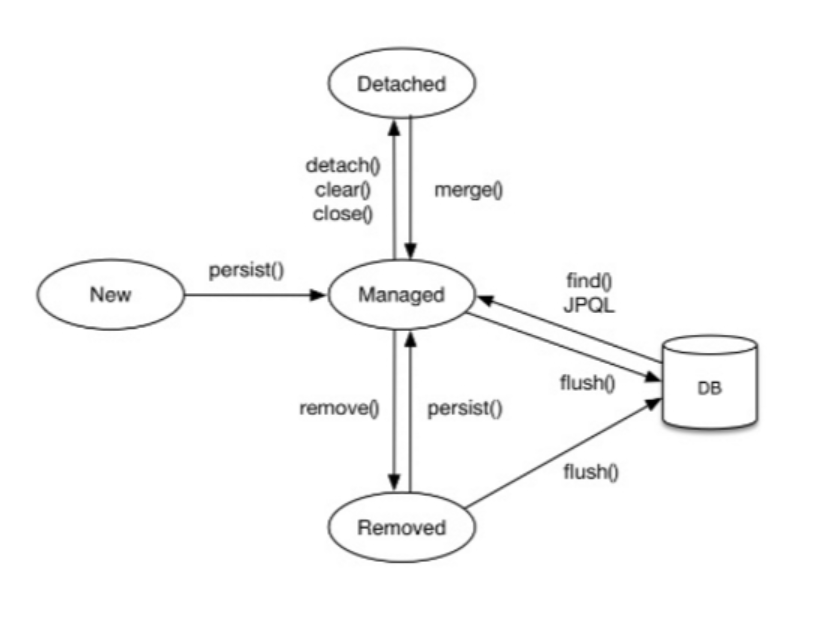 Detached
detach()
clear()
close()
merge()
persist()
New
Managed
find()
JPQL
flush()
DB
remove()
persist()
flush()
Removed